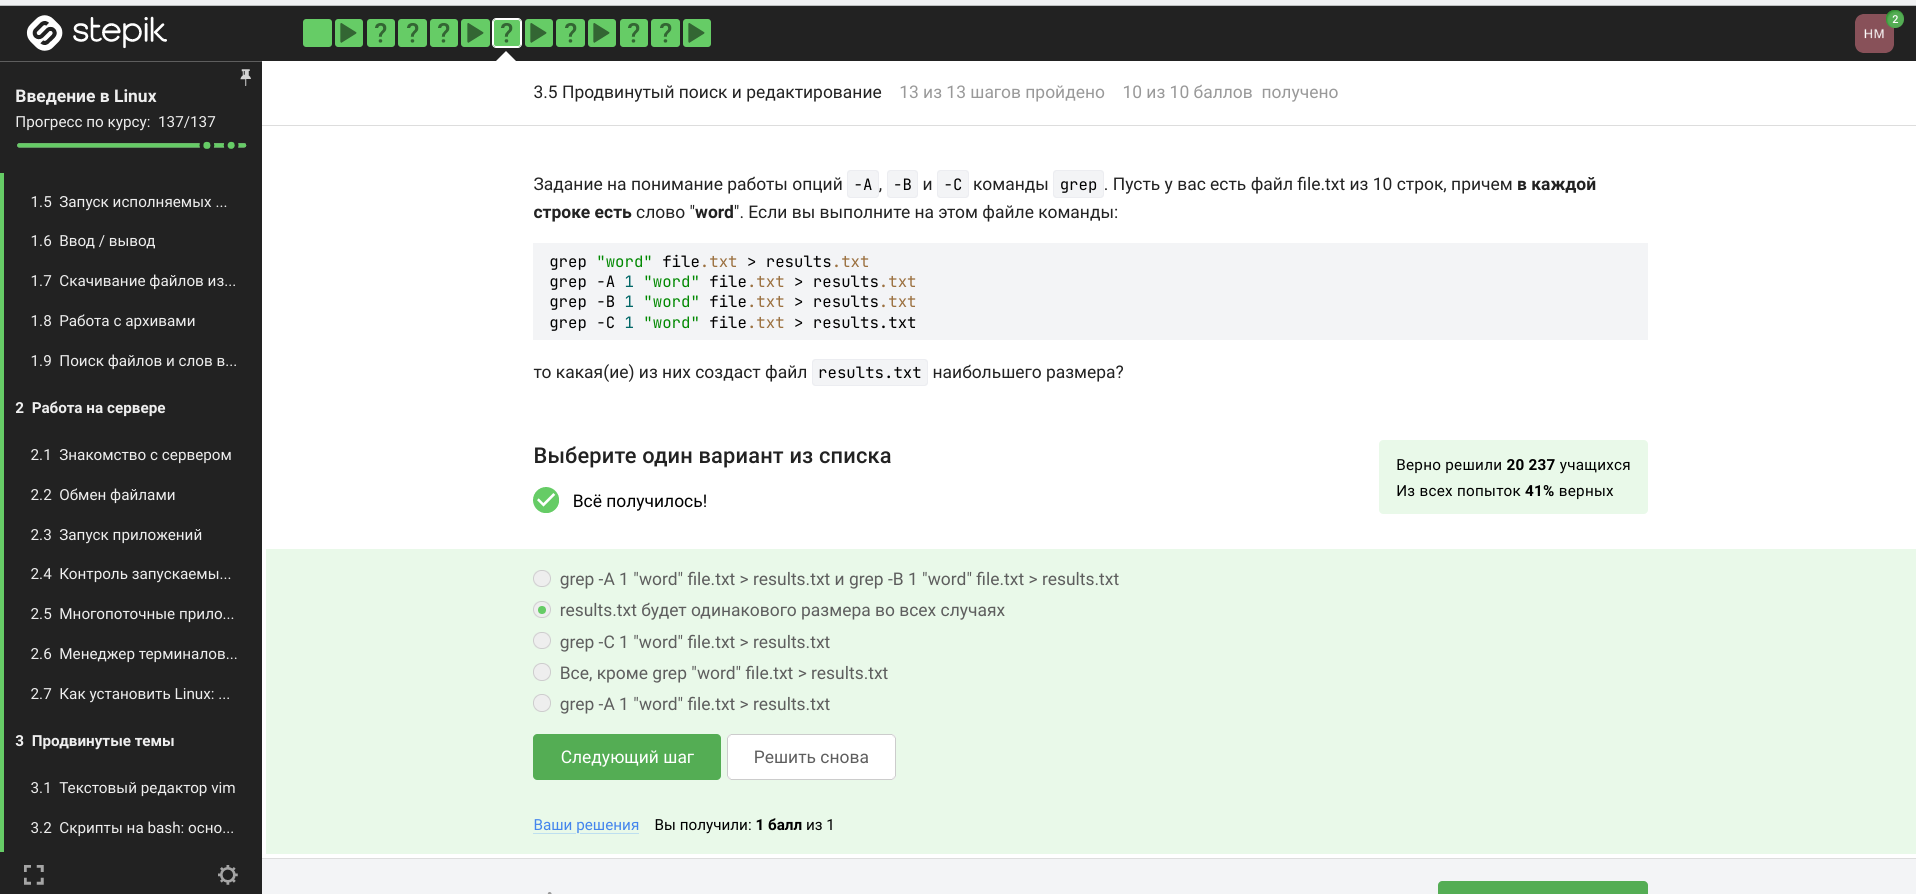 stepik
? ? ? ? ? ? ?
НМ
2
Введение в Linux
Прогресс по курсу: 137/137
1.5 Запуск исполняемых ...
1.6 Ввод / вывод
1.7 Скачивание файлов из...
1.8 Работа с архивами
1.9 Поиск файлов и слов в...
2 Работа на сервере
2.1 Знакомство с сервером
2.2 Обмен файлами
2.3 Запуск приложений
2.4 Контроль запускаемы...
2.5 Многопоточные прило...
2.6 Менеджер терминалов...
2.7 Как установить Linux: ...
3 Продвинутые темы
3.1 Текстовый редактор vim
3.2 Скрипты на bash: осно...
3.5 Продвинутый поиск и редактирование 13 из 13 шагов пройдено 10 из 10 баллов получено
Задание на понимание работы опций -A, -B и -C команды grep. Пусть у вас есть файл file.txt из 10 строк, причем в каждой
строке есть слово "word". Если вы выполните на этом файле команды:
grep "word" file.txt > results.txt
grep -A 1 "word" file.txt > results.txt
grep -B 1 "word" file.txt > results.txt
grep -C 1 "word" file.txt > results.txt
то какая(ие) из них создаст файл results.txt наибольшего размера?
Выберите один вариант из списка
Всё получилось!
Верно решили 20 237 учащихся
Из всех попыток 41% верных
grep -A 1 "word" file.txt > results.txt и grep -B 1 "word" file.txt > results.txt
results.txt будет одинакового размера во всех случаях
grep -C 1 "word" file.txt > results.txt
Все, кроме grep "word" file.txt > results.txt
grep -A 1 "word" file.txt > results.txt
Следующий шаг
Решить снова
Ваши решения Вы получили: 1 балл из 1